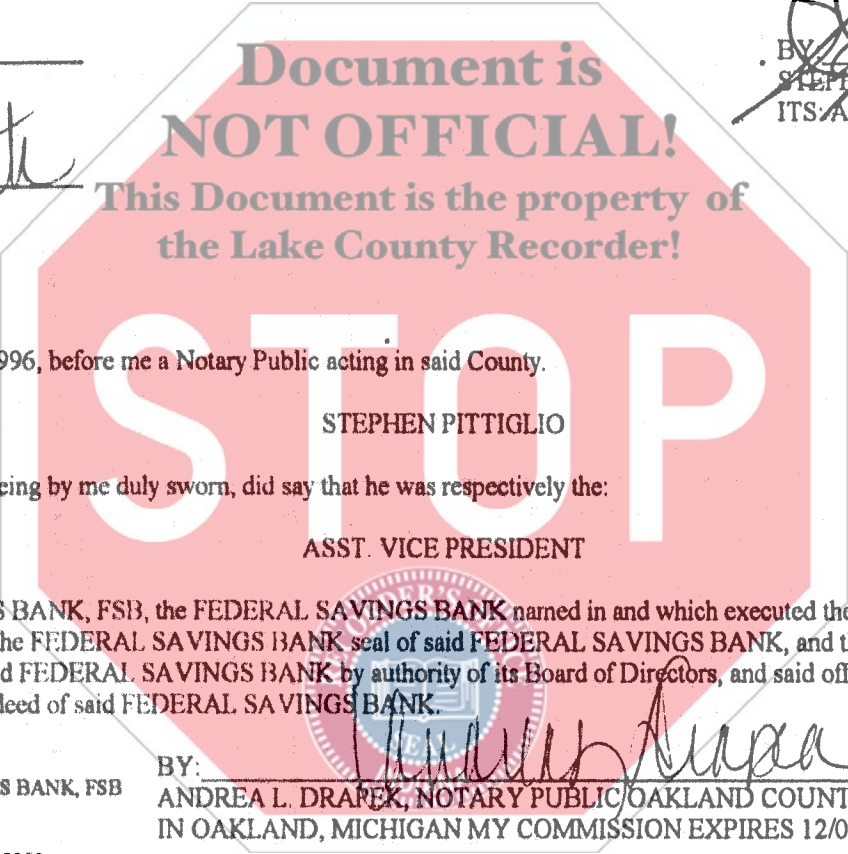 Document is
NOT OFFICIAL!
This Document is the property of
the Lake County Recorder!
BY:
STEPH
ITS: A
STOP
996, before me a Notary Public acting in said County.
STEPHEN PITTIGLIO
eing by me duly sworn, did say that he was respectively the:
ASST. VICE PRESIDENT
S BANK, FSB, the FEDERAL SAVINGS BANK named in and which executed the
he FEDERAL SAVINGS BANK seal of said FEDERAL SAVINGS BANK, and th
d FEDERAL SAVINGS BANK by authority of its Board of Directors, and said off
deed of said FEDERAL SAVINGS BANK.
SEAL
BY:
S BANK, FSB
ANDREA L. DRAPEK, NOTARY PUBLIC OAKLAND COUNT
IN OAKLAND, MICHIGAN MY COMMISSION EXPIRES 12/0